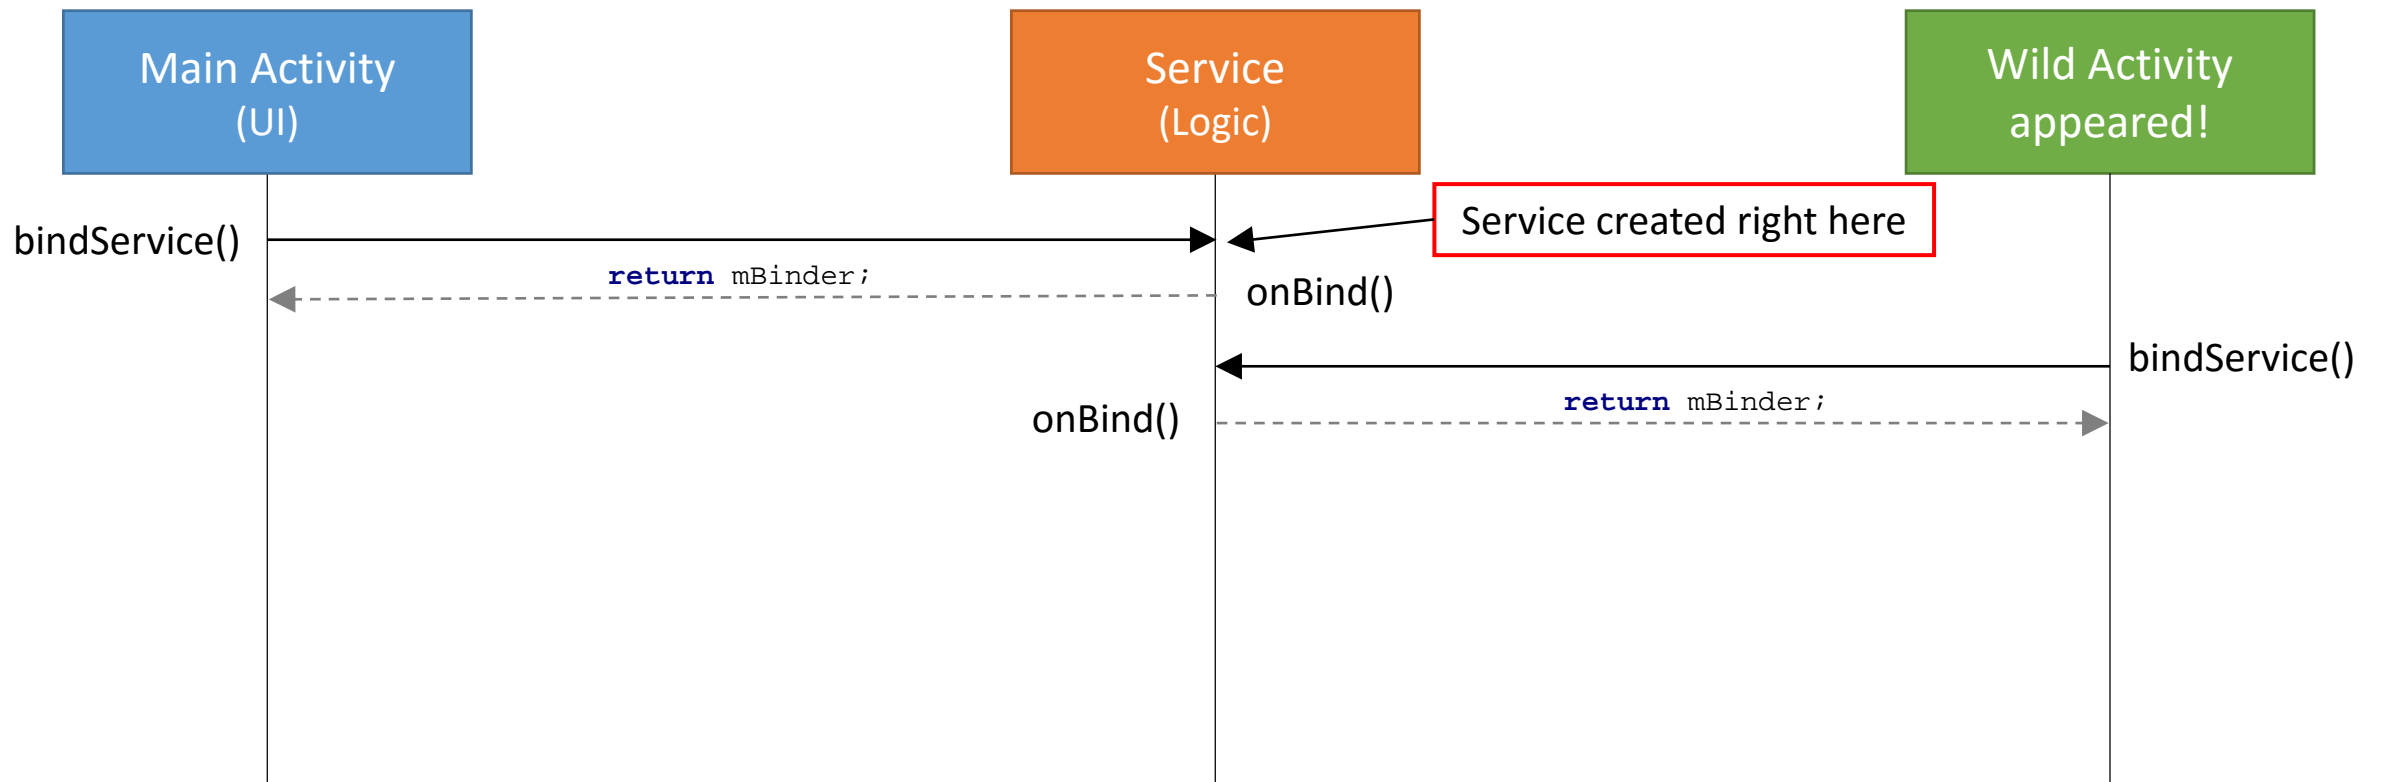 Main Activity
(UI)
Service
(Logic)
Wild Activity
appeared!
Service created right here
bindService()
return mBinder;
onBind()
bindService()
return mBinder;
onBind()